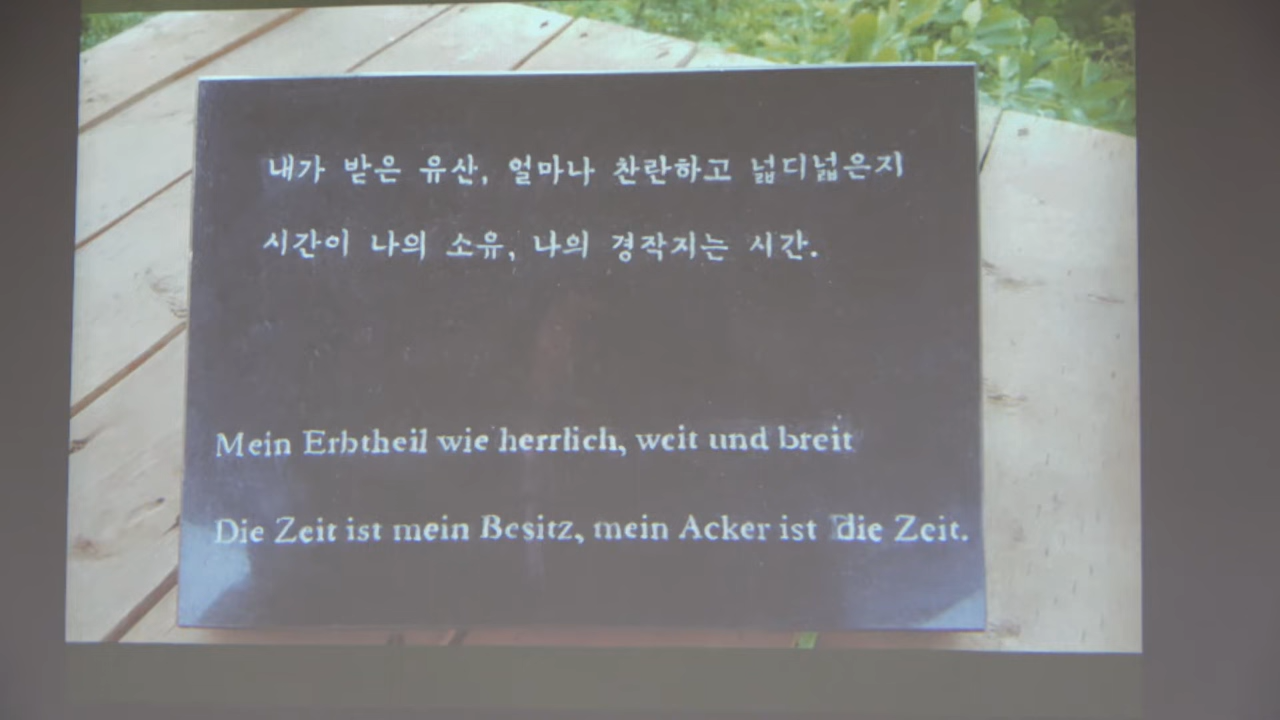 내가 받은 유산, 얼마나 찬란하고 넓디넓은지
시간이 나의 소유, 나의 경작지는 시간.
Mein Erbtheil wie herrlich, weit und breit
Die Zeit ist mein Besitz, mein Acker ist die Zeit.